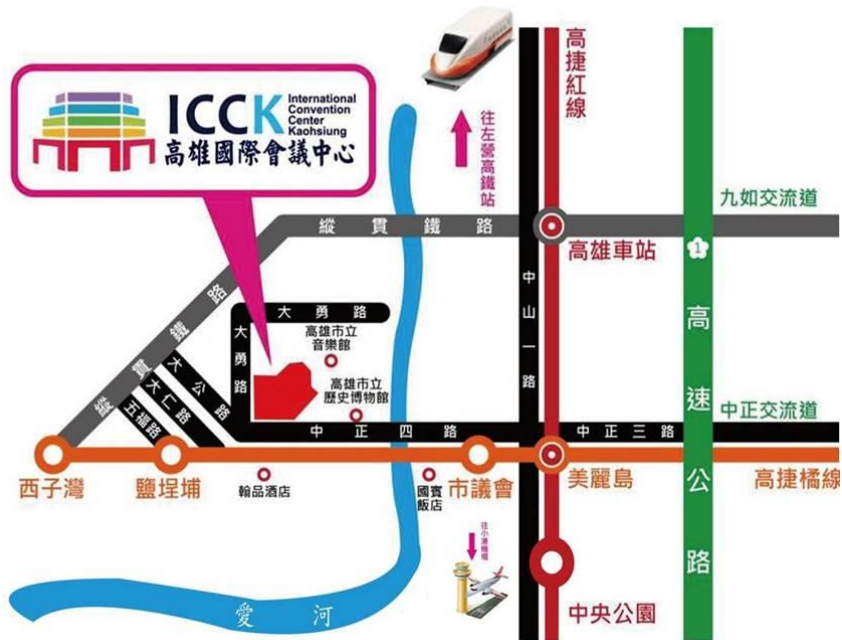 ICCK
International
Convention
Center
Kaohsiung
高雄國際會議中心
往左營高鐵站
高捷紅線
九如交流道
縱貫鐵路
高雄車站
1
高速公路
中山一路
縱貫鐵路
大勇路
大勇路
高雄市立
音樂館
高雄市立
歷史博物館
大公路
大仁路
五福路
中正四路
中正三路
中正交流道
西子灣
鹽埕埔
翰品酒店
國賓
飯店
市議會
美麗島
高捷橘線
往小港機場
愛河
中央公園